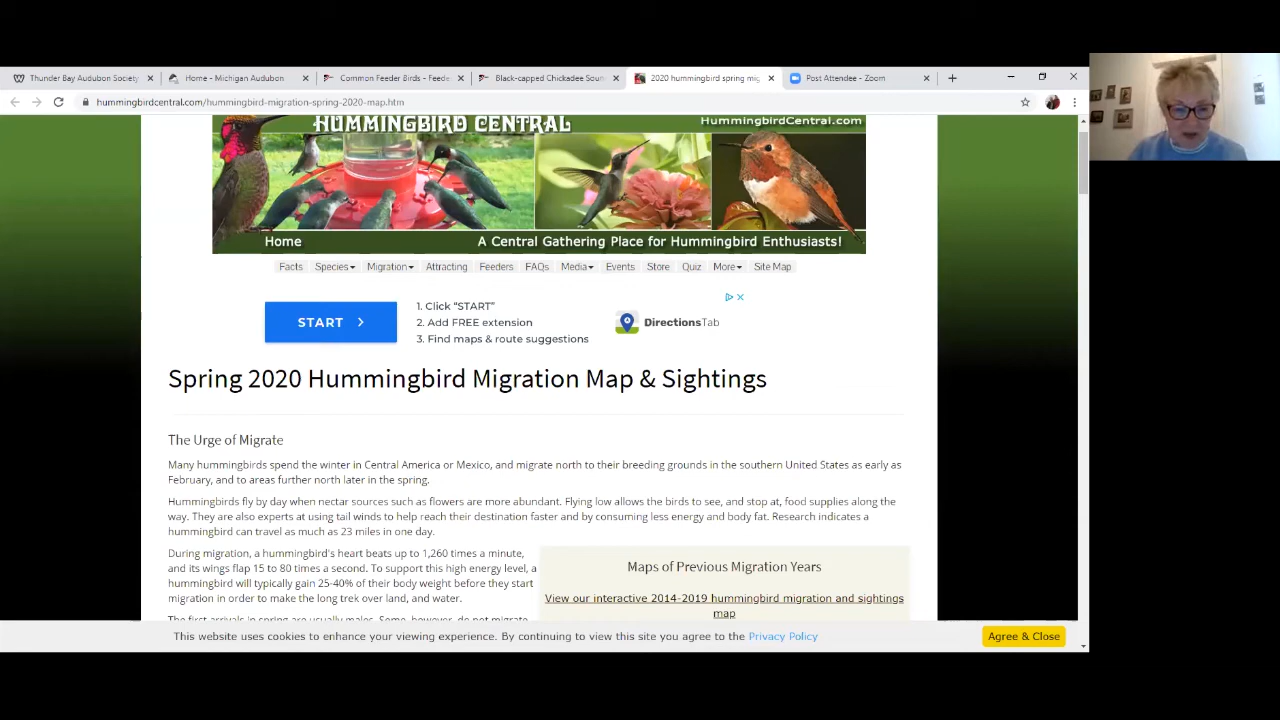 Thunder Bay Audubon Society
Home - Michigan Audubon
Common Feeder Birds - Feede
Black-capped Chickadee Soun
2020 hummingbird spring mig
Post Attendee - Zoom
hummingbirdcentral.com/hummingbird-migration-spring-2020-map.htm
HUMMINGBIRD CENTRAL
HummingbirdCentral.com
Home
A Central Gathering Place for Hummingbird Enthusiasts!
Facts Species Migration Attracting Feeders FAQs Media Events Store Quiz More Site Map
START
1. Click “START”
2. Add FREE extension
3. Find maps & route suggestions
DirectionsTab
Spring 2020 Hummingbird Migration Map & Sightings
The Urge of Migrate
Many hummingbirds spend the winter in Central America or Mexico, and migrate north to their breeding grounds in the southern United States as early as
February, and to areas further north later in the spring.
Hummingbirds fly by day when nectar sources such as flowers are more abundant. Flying low allows the birds to see, and stop at, food supplies along the
way. They are also experts at using tail winds to help reach their destination faster and by consuming less energy and body fat. Research indicates a
hummingbird can travel as much as 23 miles in one day.
During migration, a hummingbird's heart beats up to 1,260 times a minute,
and its wings flap 15 to 80 times a second. To support this high energy level, a
hummingbird will typically gain 25-40% of their body weight before they start
migration in order to make the long trek over land, and water.
The first arrivals in spring are usually males. Some, however, do not migrate
Maps of Previous Migration Years
View our interactive 2014-2019 hummingbird migration and sightings
map
This website uses cookies to enhance your viewing experience. By continuing to view this site you agree to the Privacy Policy
Agree & Close